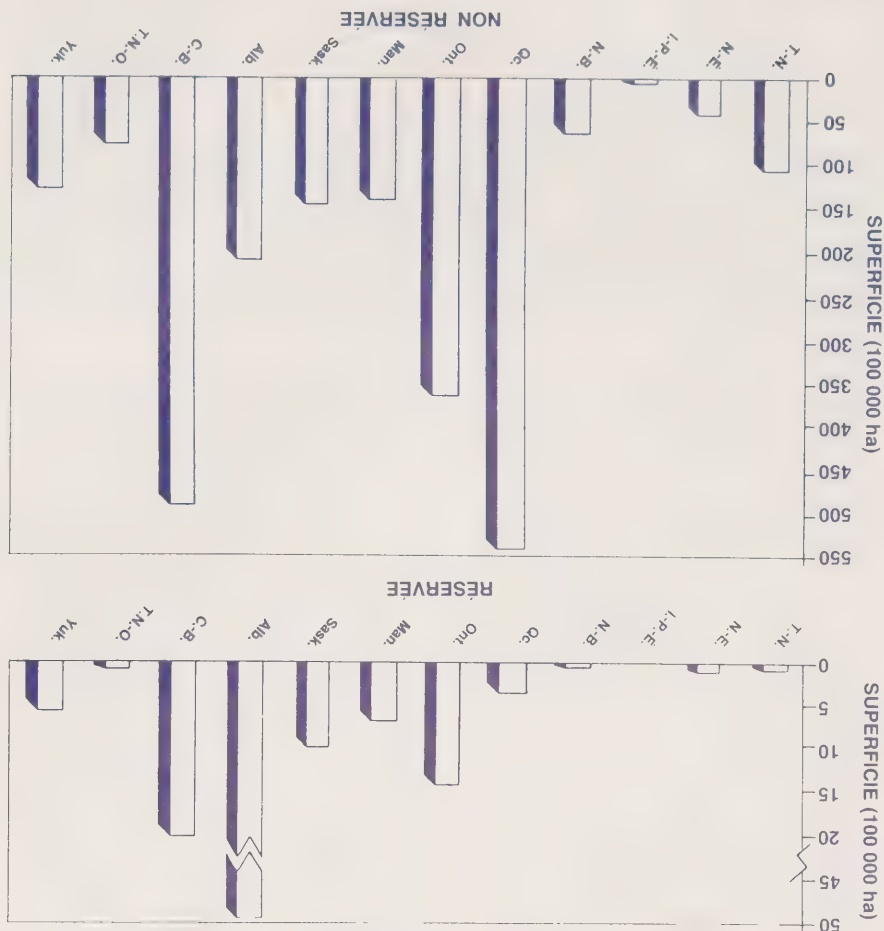 SUPERFICIE (100 000 ha)
50
45
20
15
10
5
0
T.-N.
N.-É.
I.-P.-É.
N.-B.
Qc.
Ont.
Man.
Sask.
Alb.
C.-B.
T.N.-O.
Yuk.
RÉSERVÉE
SUPERFICIE (100 000 ha)
550
500
450
400
350
300
250
200
150
100
50
0
T.-N.
N.-É.
I.-P.-É.
N.-B.
Qc.
Ont.
Man.
Sask.
Alb.
C.-B.
T.N.-O.
Yuk.
NON RÉSERVÉE